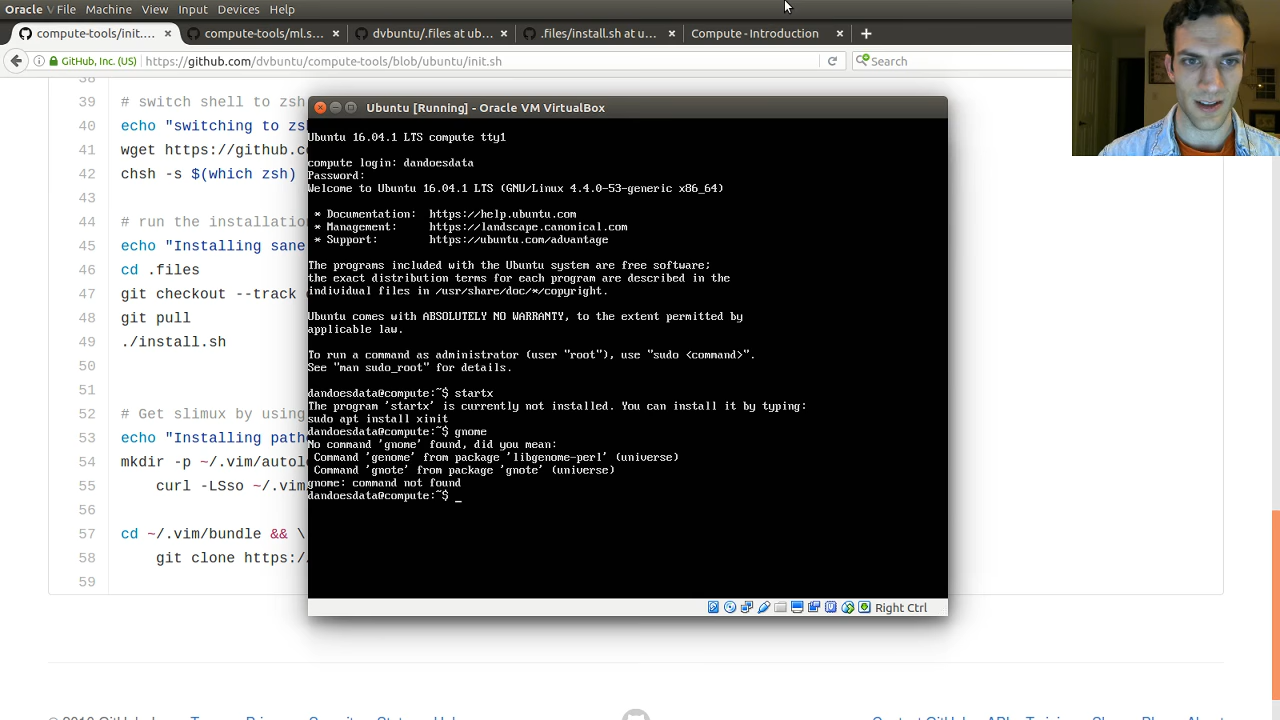 Oracle VM File Machine View Input Devices Help
compute-tools/init.... × compute-tools/ml.s... × dvbuntu/.files at ub... × .files/install.sh at u... × Compute - Introduction × +
GitHub, Inc. (US) https://github.com/dvbuntu/compute-tools/blob/ubuntu/init.sh Search
38
39 # switch shell to zsh
40 echo "switching to zs
41 wget https://github.c
42 chsh -s $(which zsh)
43
44 # run the installatio
45 echo "Installing sane
46 cd .files
47 git checkout --track
48 git pull
49 ./install.sh
50
51
52 # Get slimux by using
53 echo "Installing path
54 mkdir -p ~/.vim/autol
55 curl -LSso ~/.vim
56
57 cd ~/.vim/bundle && \
58 git clone https:/
59
Ubuntu [Running] - Oracle VM VirtualBox
Ubuntu 16.04.1 LTS compute tty1
compute login: dandoesdata
Password:
Welcome to Ubuntu 16.04.1 LTS (GNU/Linux 4.4.0-53-generic x86_64)
* Documentation: https://help.ubuntu.com
* Management: https://landscape.canonical.com
* Support: https://ubuntu.com/advantage
The programs included with the Ubuntu system are free software;
the exact distribution terms for each program are described in the
individual files in /usr/share/doc/*/copyright.
Ubuntu comes with ABSOLUTELY NO WARRANTY, to the extent permitted by
applicable law.
To run a command as administrator (user "root"), use "sudo <command>".
See "man sudo_root" for details.
dandoesdata@compute:~$ startx
The program 'startx' is currently not installed. You can install it by typing:
sudo apt install xinit
dandoesdata@compute:~$ gnome
No command 'gnome' found, did you mean:
Command 'genome' from package 'libgenome-perl' (universe)
Command 'gnote' from package 'gnote' (universe)
gnome: command not found
dandoesdata@compute:~$ _
Right Ctrl